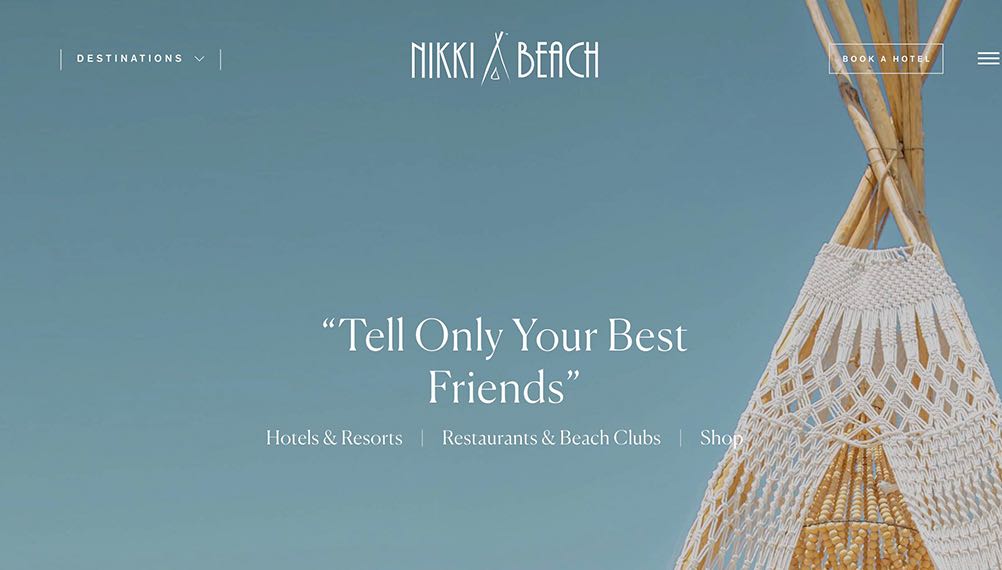 DESTINATIONS
NIKKI BEACH
BOOK A HOTEL
“Tell Only Your Best
Friends”
Hotels & Resorts | Restaurants & Beach Clubs | Shop